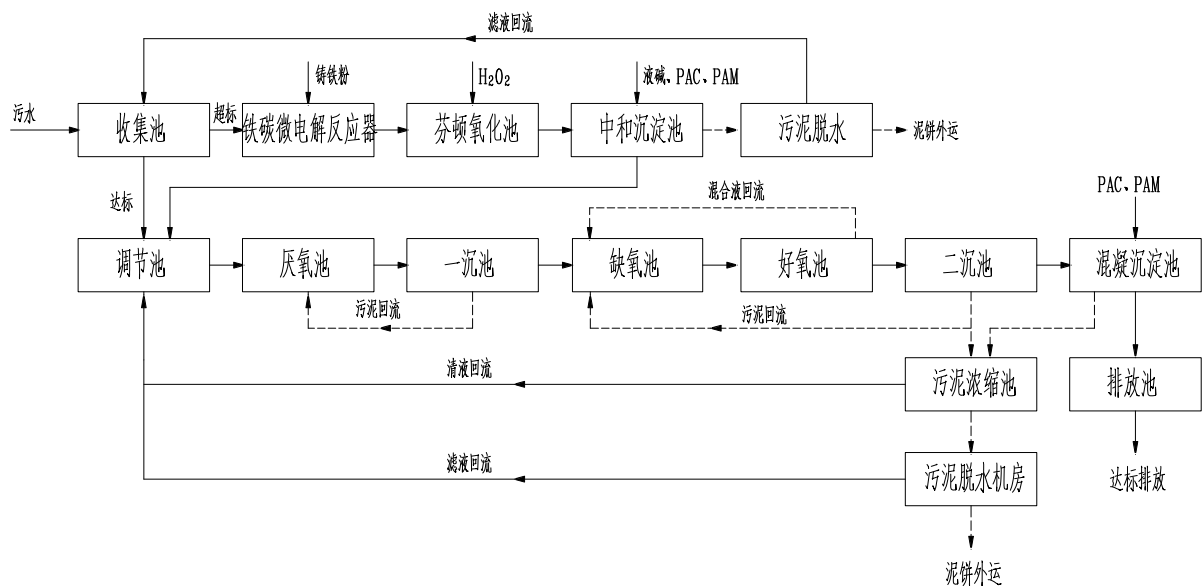 滤液回流
铸铁粉
H₂O₂
液碱、PAC、PAM
污水
收集池
超标
铁碳微电解反应器
芬顿氧化池
中和沉淀池
污泥脱水
泥饼外运
达标
混合液回流
PAC、PAM
调节池
厌氧池
一沉池
缺氧池
好氧池
二沉池
混凝沉淀池
污泥回流
污泥回流
清液回流
污泥浓缩池
排放池
滤液回流
污泥脱水机房
达标排放
泥饼外运